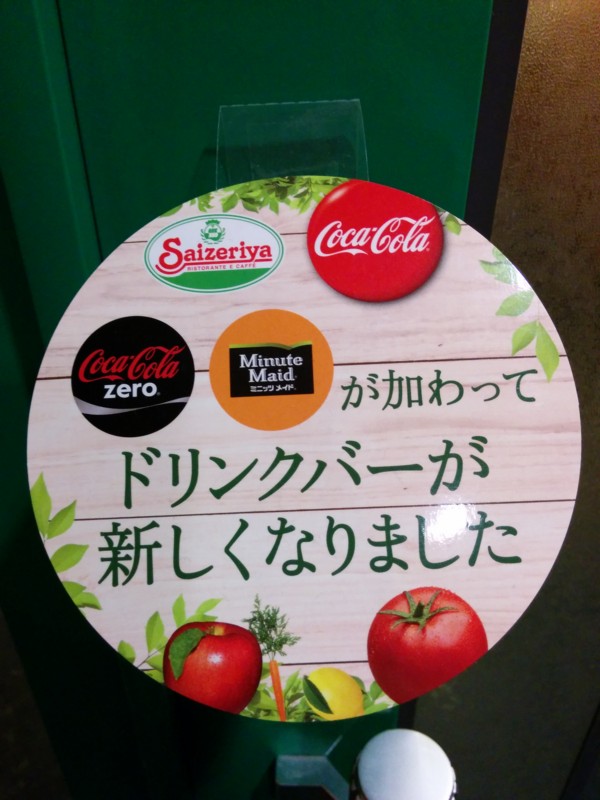 Saizeriya
RISTORANTE E CAFFÈ
Coca-Cola
Coca-Cola
zero
Minute
Maid
ミニッツ メイド
が加わって
ドリンクバーが
新しくなりました